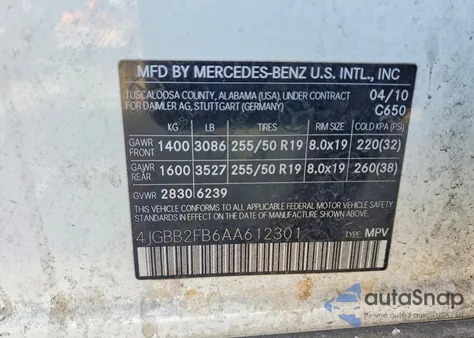 MFD BY MERCEDES-BENZ U.S. INTL., INC
TUSCALOOSA COUNTY, ALABAMA (USA), UNDER CONTRACT 04/10
FOR DAIMLER AG, STUTTGART (GERMANY) C650
KG LB TIRES RIM SIZE COLD KPA (PSI)
GAWR FRONT 1400 3086 255/50 R19 8.0x19 220(32)
GAWR REAR 1600 3527 255/50 R19 8.0x19 260(38)
GVWR 2830 6239
THIS VEHICLE CONFORMS TO ALL APPLICABLE FEDERAL MOTOR VEHICLE
SAFETY STANDARDS IN EFFECT ON THE DATE OF MANUFACTURE SHOWN ABOVE.
4JGBB2FB6AA612301 TYPE: MPV
autoSnap
Pewne auto z aukcji USA